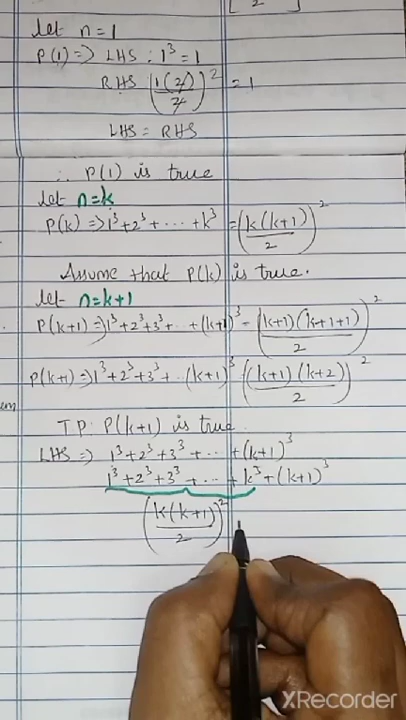 2
let n=1
P(1)=> LHS : 1³ = 1
RHS (1(2)/2)² = 1
LHS = RHS
∴ P(1) is true
let n=k
P(k) => 1³+2³+ ... +k³ = (k(k+1)/2)²
Assume that P(k) is true.
let n=k+1
P(k+1)=>1³+2³+3³+ .. +(k+1)³ = ((k+1)(k+1+1)/2)²
P(k+1)=>1³+2³+3³+ ..(k+1)³ ((k+1)(k+2)/2)²
em
T.P. P(k+1) is true
LHS => 1³+2³+3³+ ... +(k+1)³
1³+2³+3³+ ... +k³+(k+1)³
(k(k+1)/2)²
XRecorder